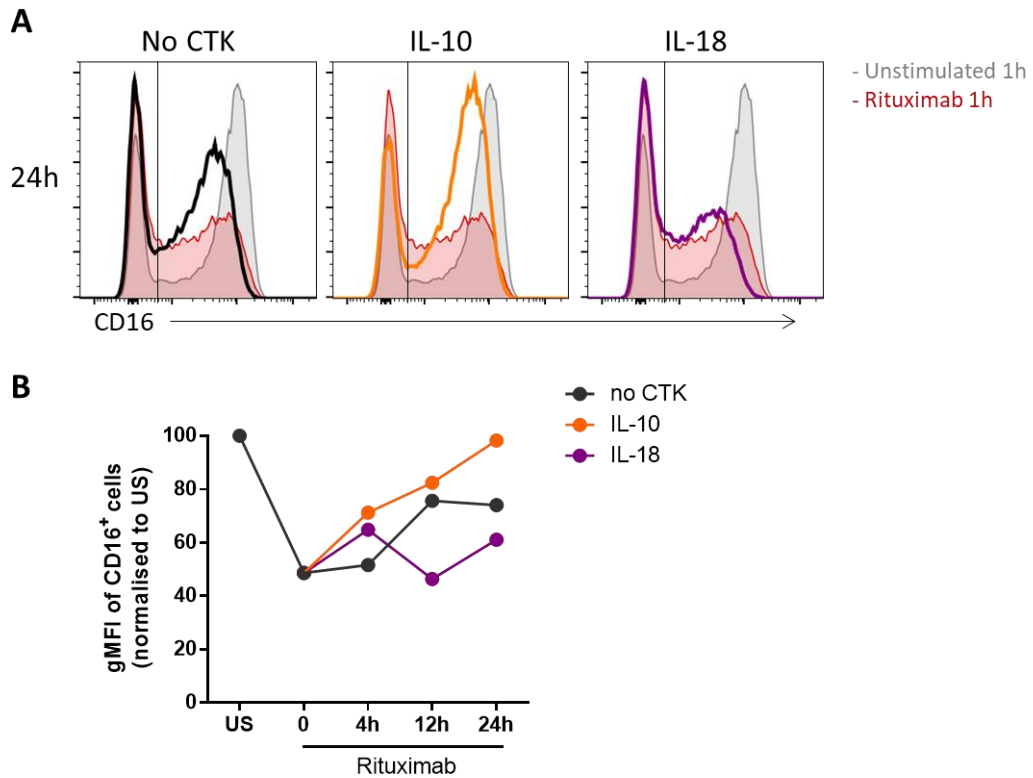 A
No CTK
IL-10
IL-18
- Unstimulated 1h
- Rituximab 1h
24h
CD16
B
no CTK
IL-10
IL-18
gMFI of CD16⁺ cells
(normalised to US)
100
80
60
40
20
0
US
0
4h
12h
24h
Rituximab